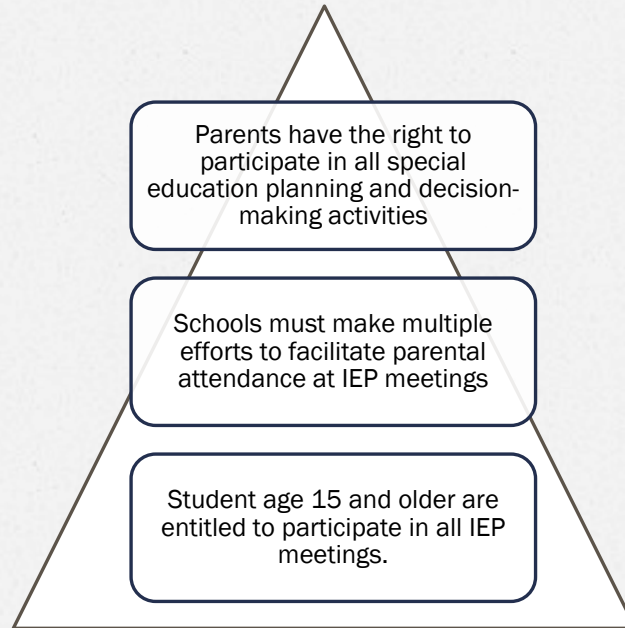 Parents have the right to
participate in all special
education planning and decision-
making activities
Schools must make multiple
efforts to facilitate parental
attendance at IEP meetings
Student age 15 and older are
entitled to participate in all IEP
meetings.